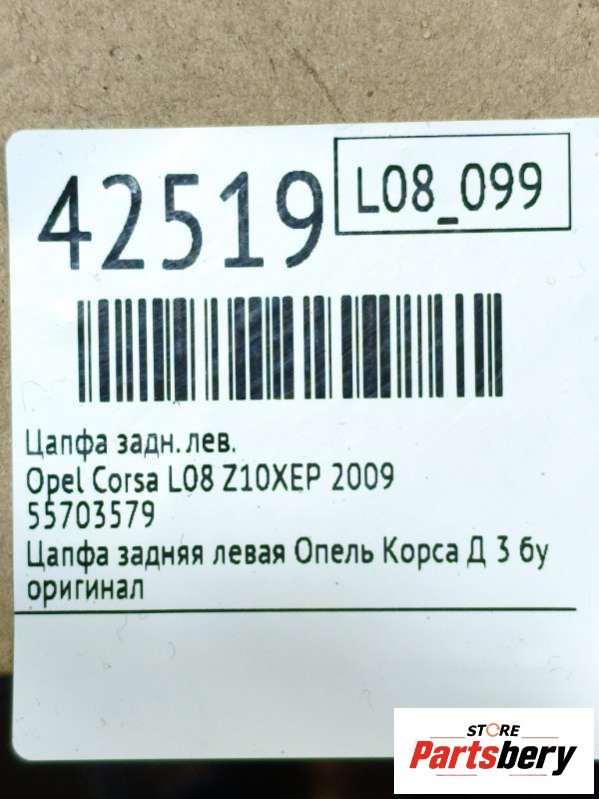 42519
L08_099
Цапфа задн. лев.
Opel Corsa L08 Z10XEP 2009
55703579
Цапфа задняя левая Опель Корса Д 3 бу
оригинал
STORE
Partsbery